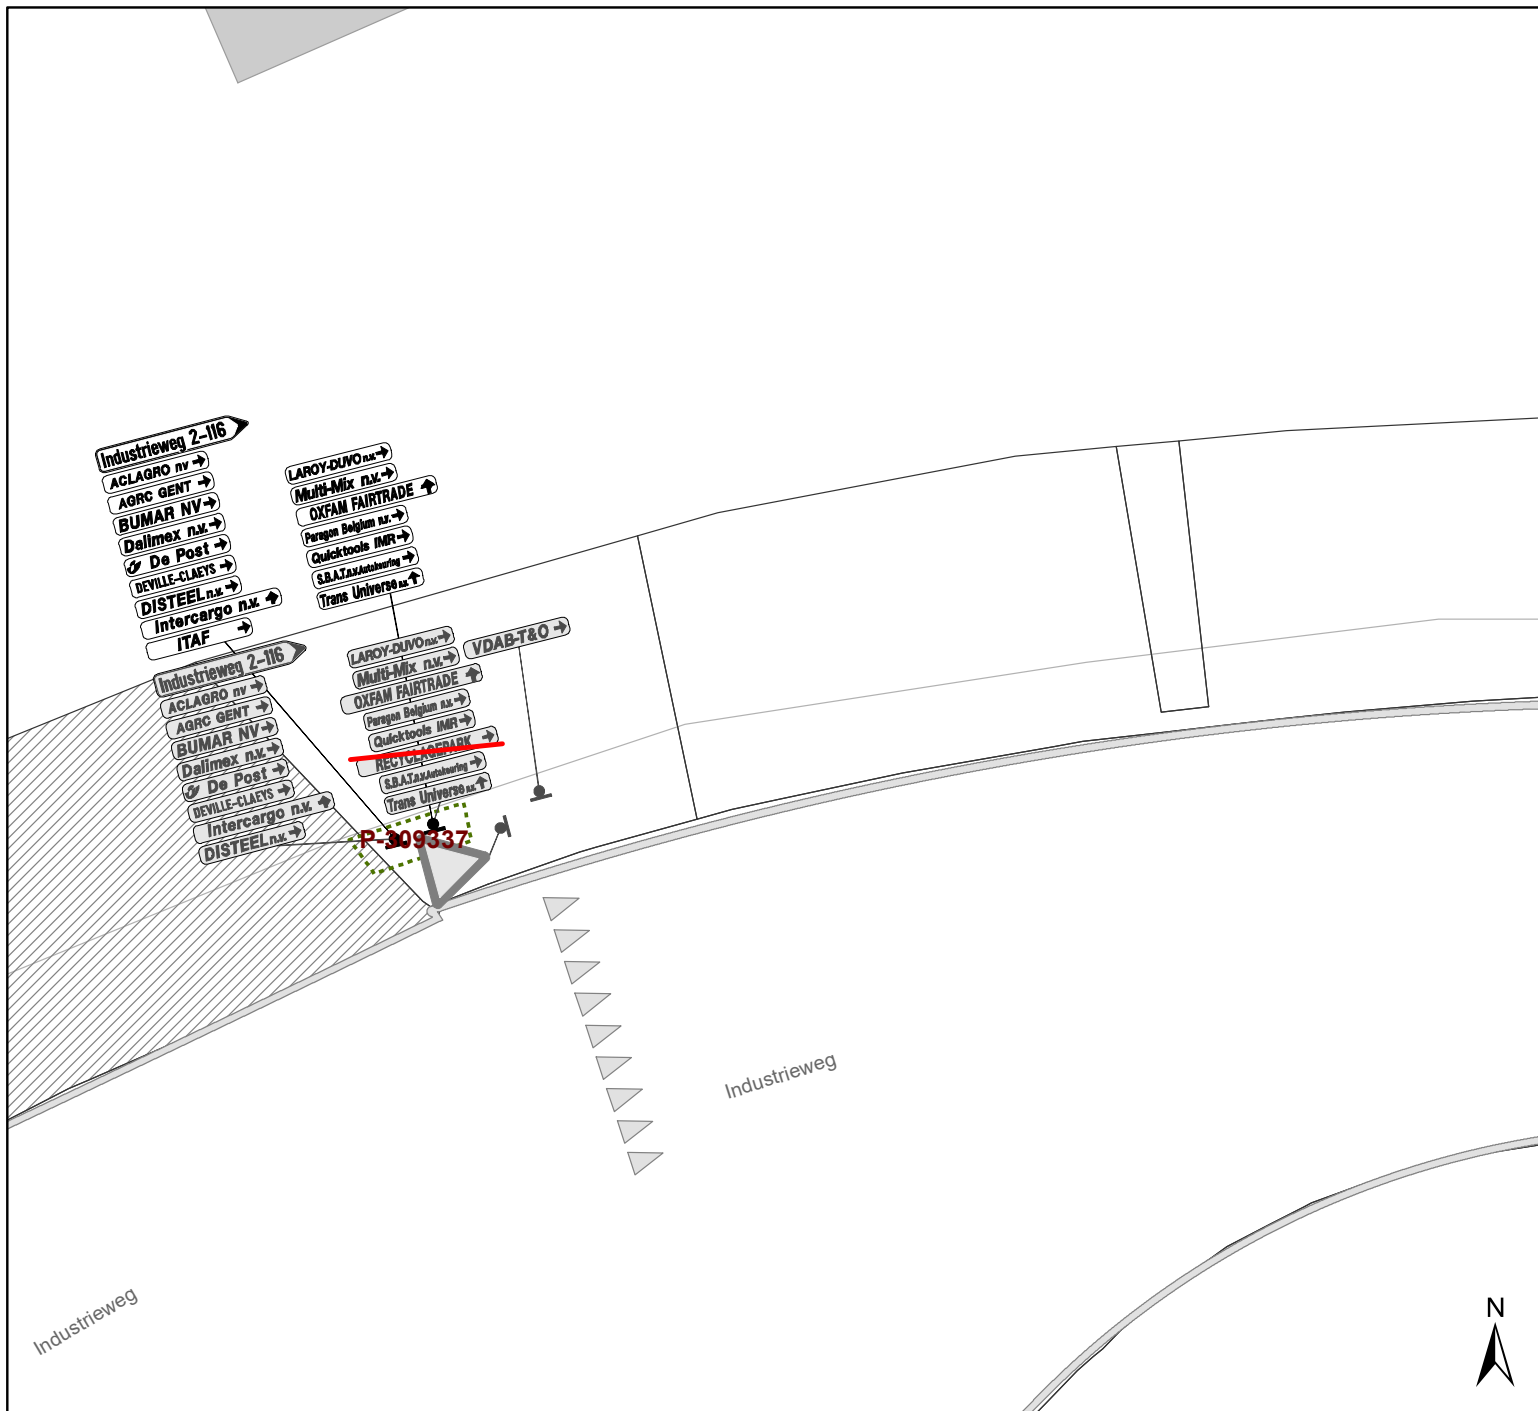 Industrieweg 2-116
ACLAGRO nv
AGRC GENT
BUMAR NV
Dalimex n.v.
De Post
DEVILLE-CLAEYS
DISTEEL n.v.
Intercargo n.v.
ITAF
LAROY-DUVO n.v.
Multi-Mix n.v.
OXFAM FAIRTRADE
Paragon Belgium n.v.
Quicktools IMR
S.B.A.T.n.v.Autokeuring
Trans Universe n.v.
Industrieweg 2-116
ACLAGRO nv
AGRC GENT
BUMAR NV
Dalimex n.v.
De Post
DEVILLE-CLAEYS
Intercargo n.v.
DISTEEL n.v.
LAROY-DUVO n.v.
Multi-Mix n.v.
OXFAM FAIRTRADE
Paragon Belgium n.v.
Quicktools IMR
RECYCLAGEPARK
S.B.A.T.n.v.Autokeuring
Trans Universe n.v.
VDAB-T&O
P-309337
Industrieweg
Industrieweg
N